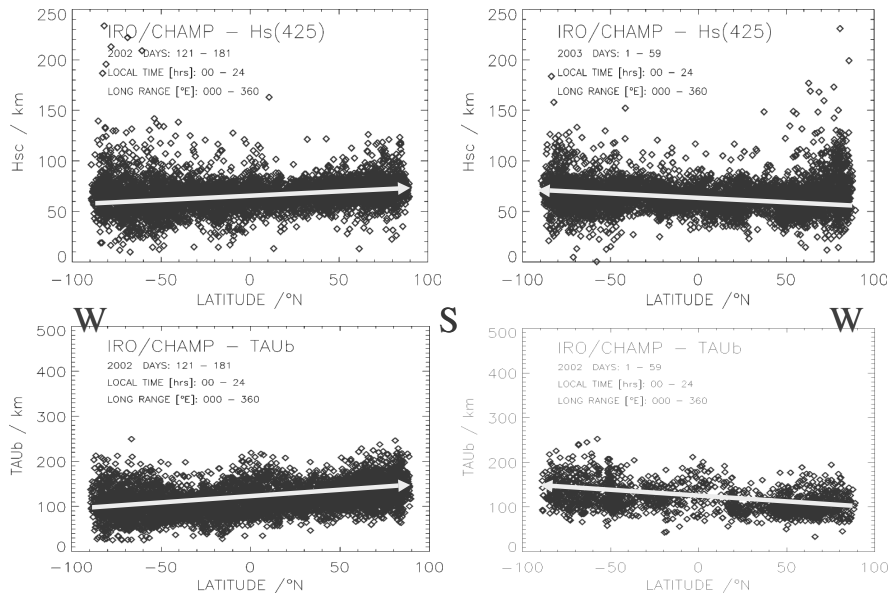 IRO/CHAMP – Hs(425)
2002 DAYS: 121 – 181
LOCAL TIME [hrs]: 00 – 24
LONG RANGE [°E]: 000 – 360
250
200
150
100
50
0
Hsc / km
−100 −50 0 50 100
LATITUDE /°N
IRO/CHAMP – Hs(425)
2003 DAYS: 1 – 59
LOCAL TIME [hrs]: 00 – 24
LONG RANGE [°E]: 000 – 360
250
200
150
100
50
0
Hsc / km
−100 −50 0 50 100
LATITUDE /°N
W S W
IRO/CHAMP – TAUb
2002 DAYS: 121 – 181
LOCAL TIME [hrs]: 00 – 24
LONG RANGE [°E]: 000 – 360
500
400
300
200
100
0
TAUb / km
−100 −50 0 50 100
LATITUDE /°N
IRO/CHAMP – TAUb
2002 DAYS: 1 – 59
LOCAL TIME [hrs]: 00 – 24
LONG RANGE [°E]: 000 – 360
500
400
300
200
100
0
TAUb / km
−100 −50 0 50 100
LATITUDE /°N